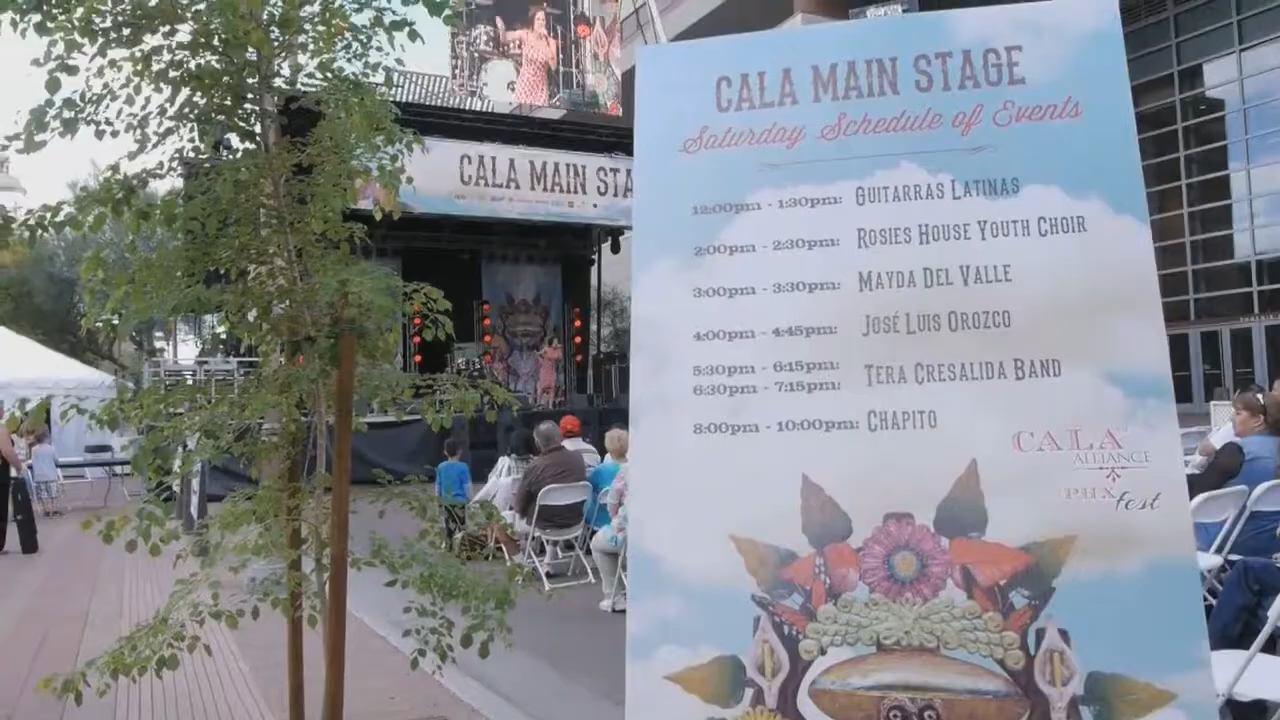 CALA MAIN STA
CALA MAIN STAGE
Saturday Schedule of Events
12:00pm - 1:30pm: GUITARRAS LATINAS
2:00pm - 2:30pm: ROSIES HOUSE YOUTH CHOIR
3:00pm - 3:30pm: MAYDA DEL VALLE
4:00pm - 4:45pm: JOSÉ LUIS OROZCO
5:30pm - 6:15pm:
6:30pm - 7:15pm: TERA CRESALIDA BAND
8:00pm - 10:00pm: CHAPITO
CALA
ALLIANCE
PHX fest